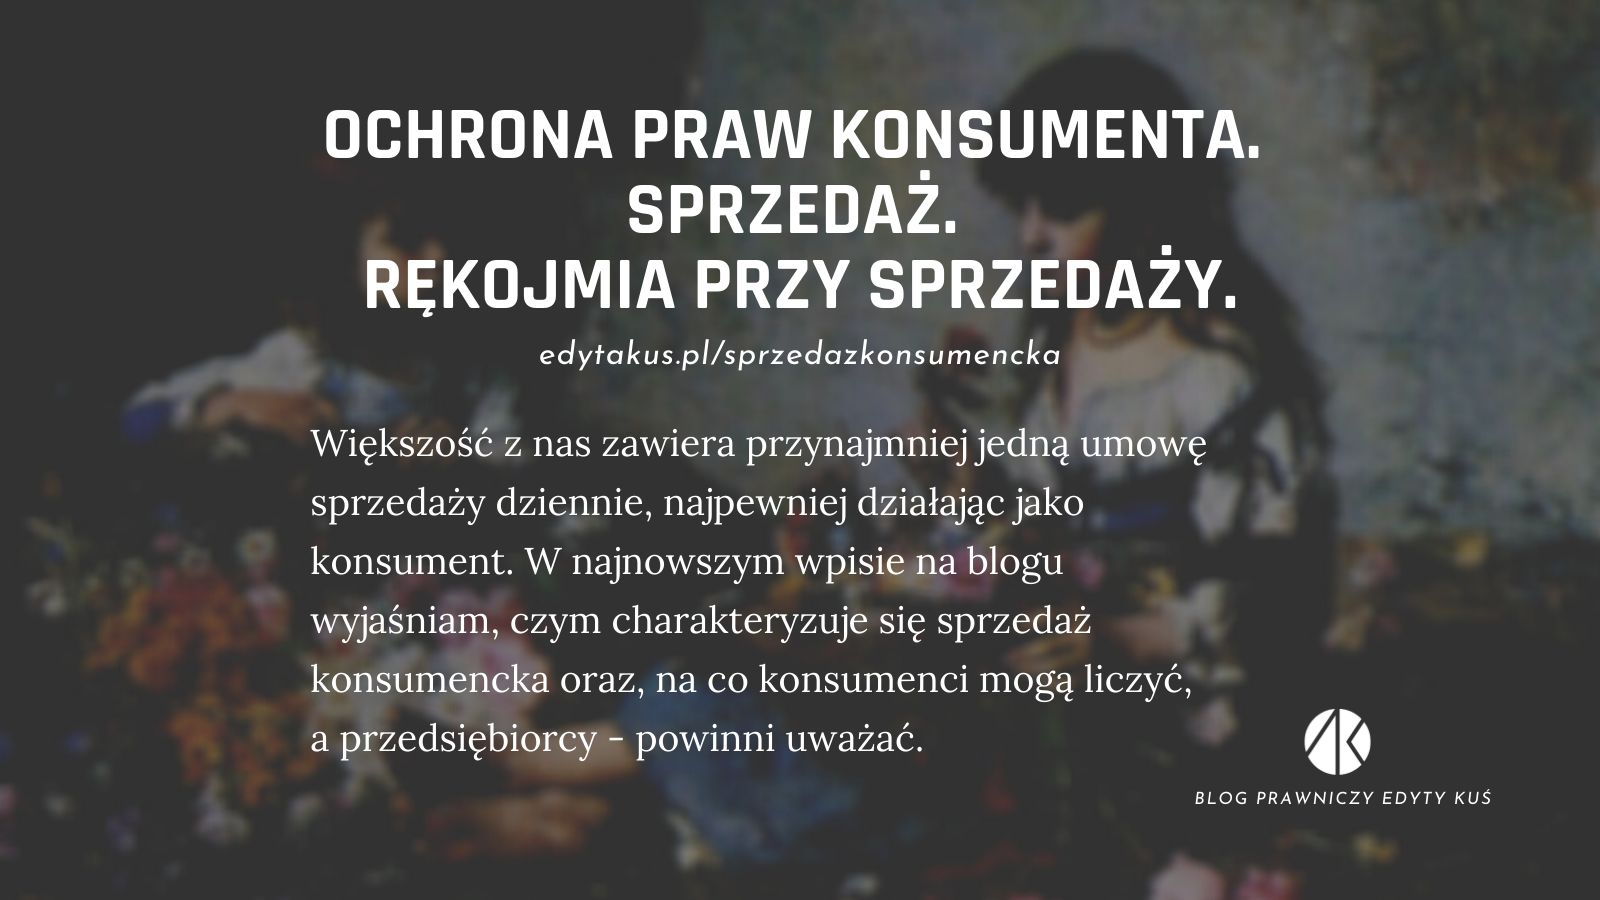 OCHRONA PRAW KONSUMENTA.
SPRZEDAŻ.
RĘKOJMIA PRZY SPRZEDAŻY.
edytakus.pl/sprzedazkonsumencka
Większość z nas zawiera przynajmniej jedną umowę
sprzedaży dziennie, najpewniej działając jako
konsument. W najnowszym wpisie na blogu
wyjaśniam, czym charakteryzuje się sprzedaż
konsumencka oraz, na co konsumenci mogą liczyć,
a przedsiębiorcy - powinni uważać.
BLOG PRAWNICZY EDYTY KUŚ